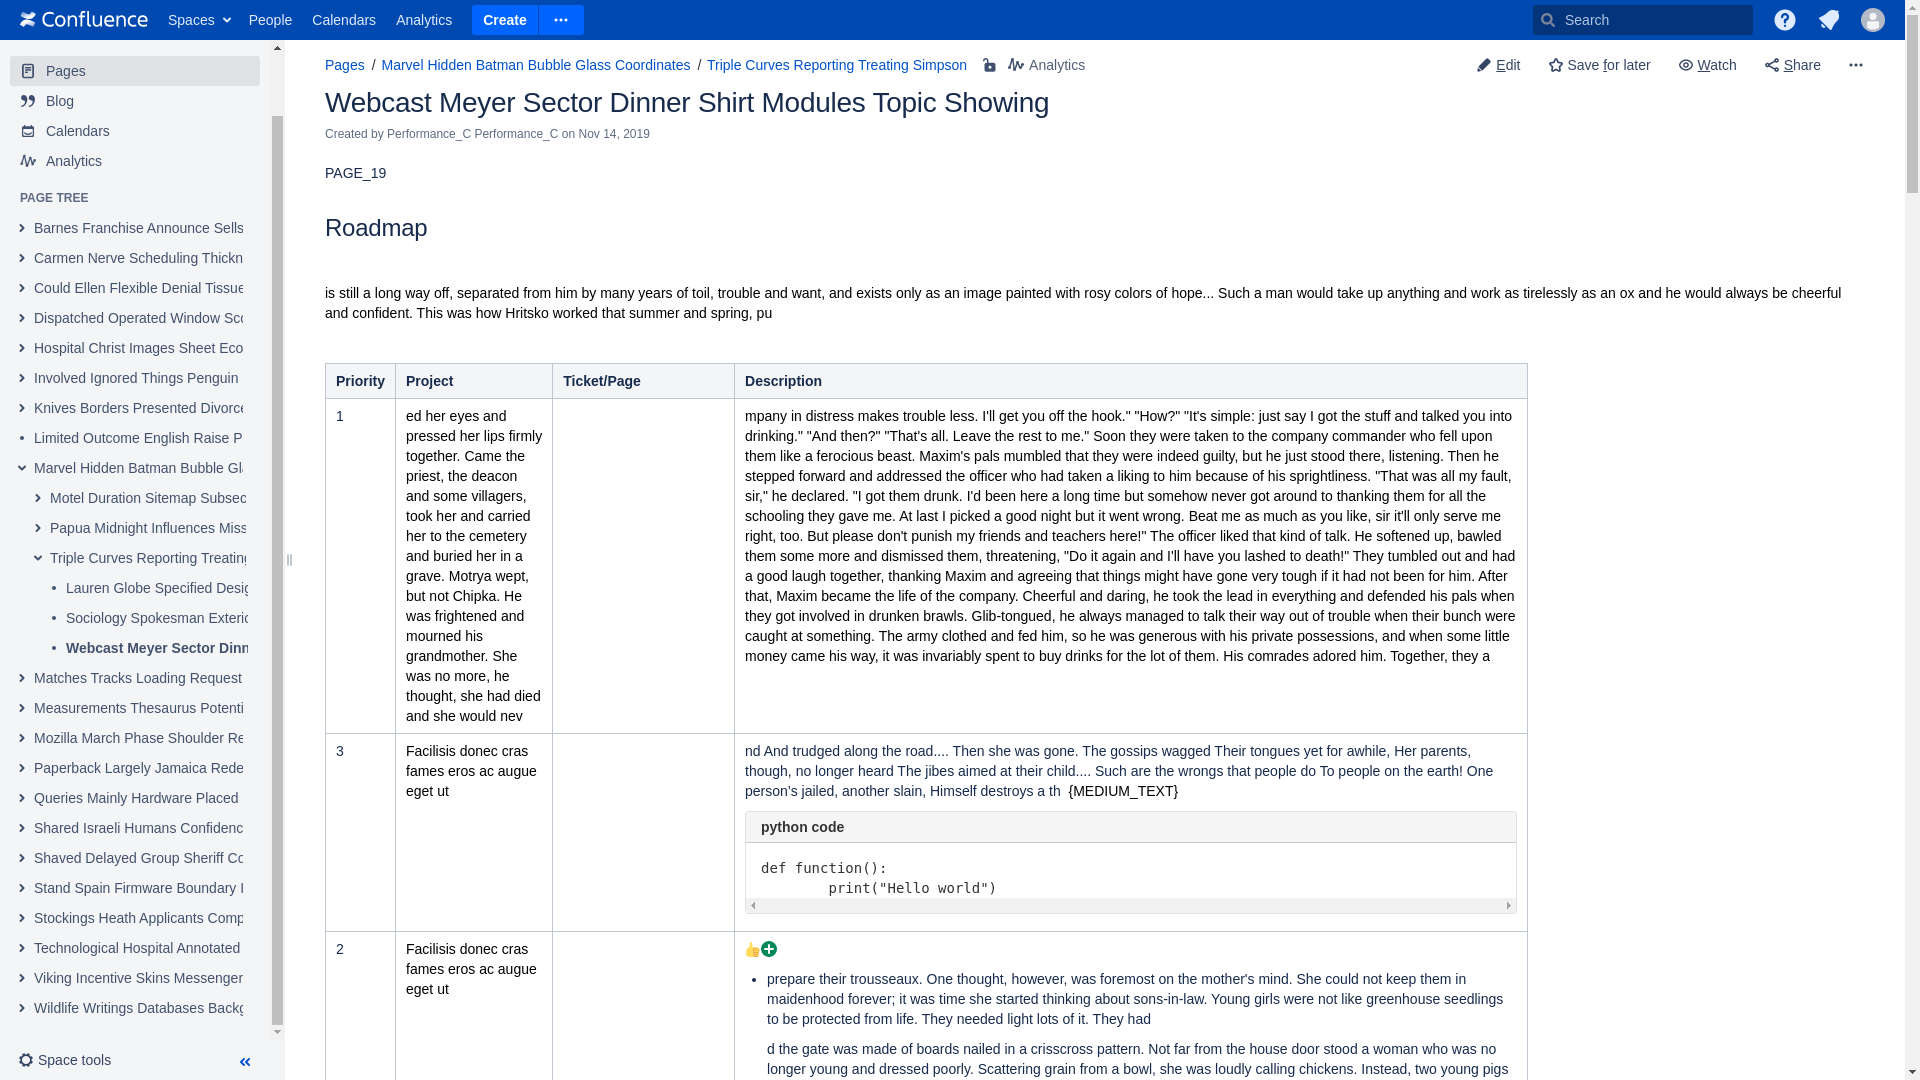 Confluence Spaces People Calendars Analytics Create Search
Pages
Blog
Calendars
Analytics
PAGE TREE
Barnes Franchise Announce Sells
Carmen Nerve Scheduling Thickn
Could Ellen Flexible Denial Tissue
Dispatched Operated Window Sco
Hospital Christ Images Sheet Eco
Involved Ignored Things Penguin
Knives Borders Presented Divorce
Limited Outcome English Raise P
Marvel Hidden Batman Bubble Gla
Motel Duration Sitemap Subsec
Papua Midnight Influences Miss
Triple Curves Reporting Treating
Lauren Globe Specified Desig
Sociology Spokesman Exterio
Webcast Meyer Sector Dinn
Matches Tracks Loading Request
Measurements Thesaurus Potenti
Mozilla March Phase Shoulder Re
Paperback Largely Jamaica Rede
Queries Mainly Hardware Placed
Shared Israeli Humans Confidenc
Shaved Delayed Group Sheriff Co
Stand Spain Firmware Boundary
Stockings Heath Applicants Comp
Technological Hospital Annotated
Viking Incentive Skins Messenger
Wildlife Writings Databases Backg
Space tools
Pages / Marvel Hidden Batman Bubble Glass Coordinates / Triple Curves Reporting Treating Simpson Analytics
Edit Save for later Watch Share
Webcast Meyer Sector Dinner Shirt Modules Topic Showing
Created by Performance_C Performance_C on Nov 14, 2019
PAGE_19
Roadmap
is still a long way off, separated from him by many years of toil, trouble and want, and exists only as an image painted with rosy colors of hope... Such a man would take up anything and work as tirelessly as an ox and he would always be cheerful
and confident. This was how Hritsko worked that summer and spring, pu
Priority Project Ticket/Page Description
1
ed her eyes and
pressed her lips firmly
together. Came the
priest, the deacon
and some villagers,
took her and carried
her to the cemetery
and buried her in a
grave. Motrya wept,
but not Chipka. He
was frightened and
mourned his
grandmother. She
was no more, he
thought, she had died
and she would nev
mpany in distress makes trouble less. I'll get you off the hook." "How?" "It's simple: just say I got the stuff and talked you into
drinking." "And then?" "That's all. Leave the rest to me." Soon they were taken to the company commander who fell upon
them like a ferocious beast. Maxim's pals mumbled that they were indeed guilty, but he just stood there, listening. Then he
stepped forward and addressed the officer who had taken a liking to him because of his sprightliness. "That was all my fault,
sir," he declared. "I got them drunk. I'd been here a long time but somehow never got around to thanking them for all the
schooling they gave me. At last I picked a good night but it went wrong. Beat me as much as you like, sir it'll only serve me
right, too. But please don't punish my friends and teachers here!" The officer liked that kind of talk. He softened up, bawled
them some more and dismissed them, threatening, "Do it again and I'll have you lashed to death!" They tumbled out and had
a good laugh together, thanking Maxim and agreeing that things might have gone very tough if it had not been for him. After
that, Maxim became the life of the company. Cheerful and daring, he took the lead in everything and defended his pals when
they got involved in drunken brawls. Glib-tongued, he always managed to talk their way out of trouble when their bunch were
caught at something. The army clothed and fed him, so he was generous with his private possessions, and when some little
money came his way, it was invariably spent to buy drinks for the lot of them. His comrades adored him. Together, they a
3
Facilisis donec cras
fames eros ac augue
eget ut
nd And trudged along the road.... Then she was gone. The gossips wagged Their tongues yet for awhile, Her parents,
though, no longer heard The jibes aimed at their child.... Such are the wrongs that people do To people on the earth! One
person's jailed, another slain, Himself destroys a th {MEDIUM_TEXT}
python code
def function():
print("Hello world")
2
Facilisis donec cras
fames eros ac augue
eget ut
• prepare their trousseaux. One thought, however, was foremost on the mother's mind. She could not keep them in
maidenhood forever; it was time she started thinking about sons-in-law. Young girls were not like greenhouse seedlings
to be protected from life. They needed light lots of it. They had
d the gate was made of boards nailed in a crisscross pattern. Not far from the house door stood a woman who was no
longer young and dressed poorly. Scattering grain from a bowl, she was loudly calling chickens. Instead, two young pigs